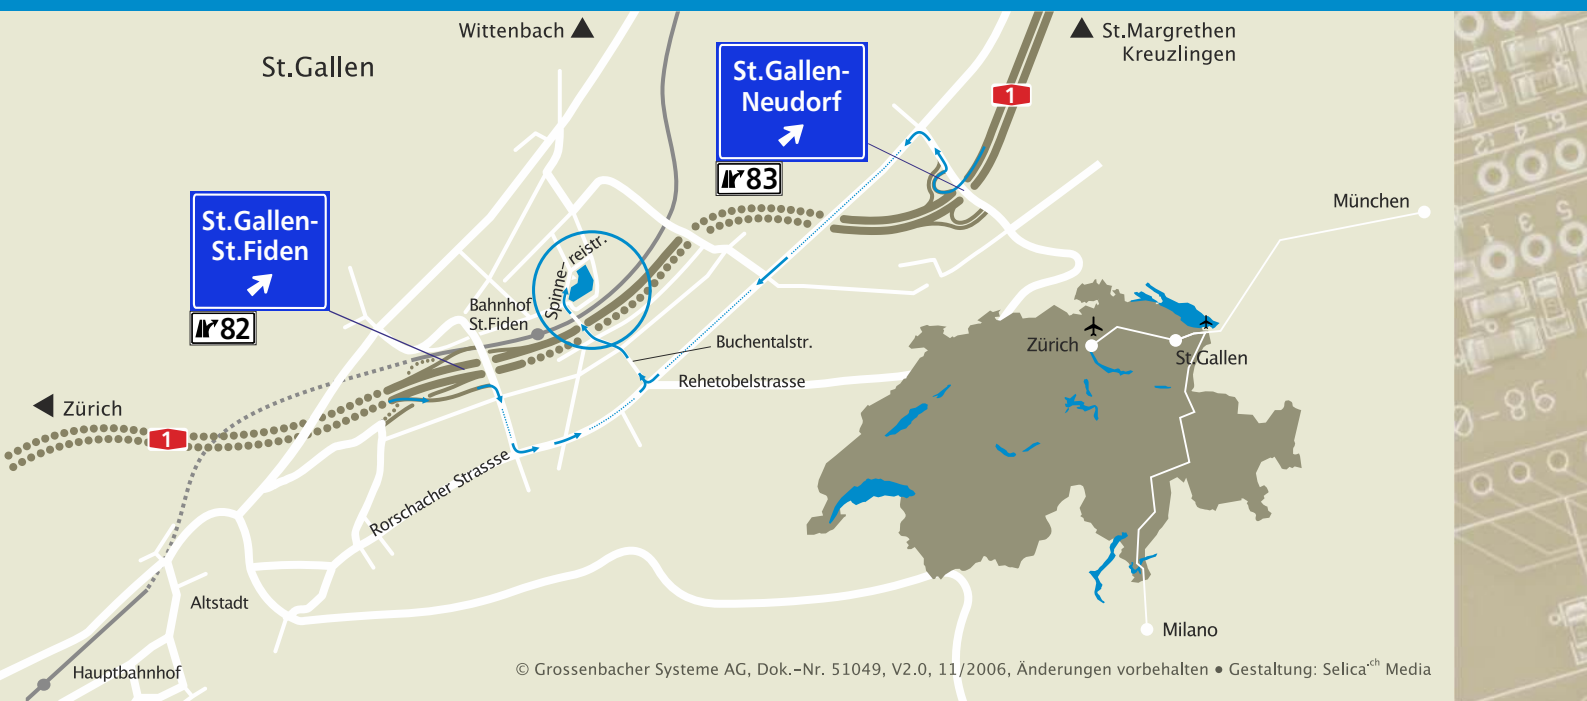 Wittenbach
St.Margrethen
Kreuzlingen
St.Gallen
St.Gallen-
Neudorf
83
1
München
St.Gallen-
St.Fiden
82
Spinne-reistr.
Bahnhof
St.Fiden
Buchentalstr.
Rehetobelstrasse
Zürich
St.Gallen
Zürich
1
Rorschacher Strassse
Altstadt
Milano
Hauptbahnhof
© Grossenbacher Systeme AG, Dok.-Nr. 51049, V2.0, 11/2006, Änderungen vorbehalten ● Gestaltung: Selica.ch Media